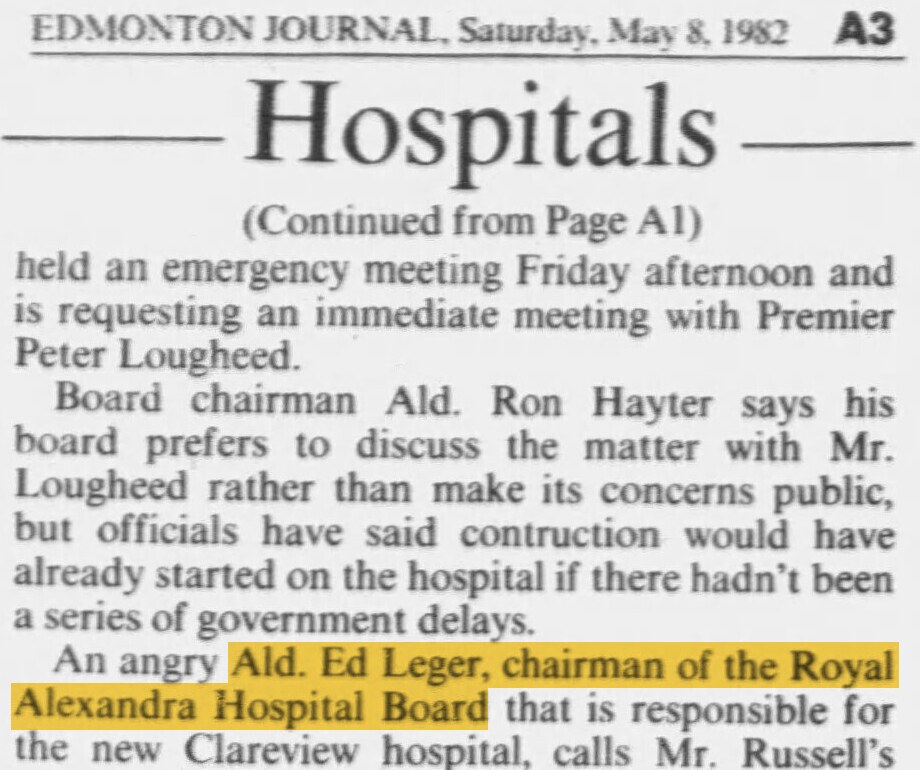 EDMONTON JOURNAL, Saturday, May 8, 1982 A3
Hospitals
(Continued from Page A1)
held an emergency meeting Friday afternoon and
is requesting an immediate meeting with Premier
Peter Lougheed.
Board chairman Ald. Ron Hayter says his
board prefers to discuss the matter with Mr.
Lougheed rather than make its concerns public,
but officials have said contruction would have
already started on the hospital if there hadn't been
a series of government delays.
An angry Ald. Ed Leger, chairman of the Royal
Alexandra Hospital Board that is responsible for
the new Clareview hospital, calls Mr. Russell's